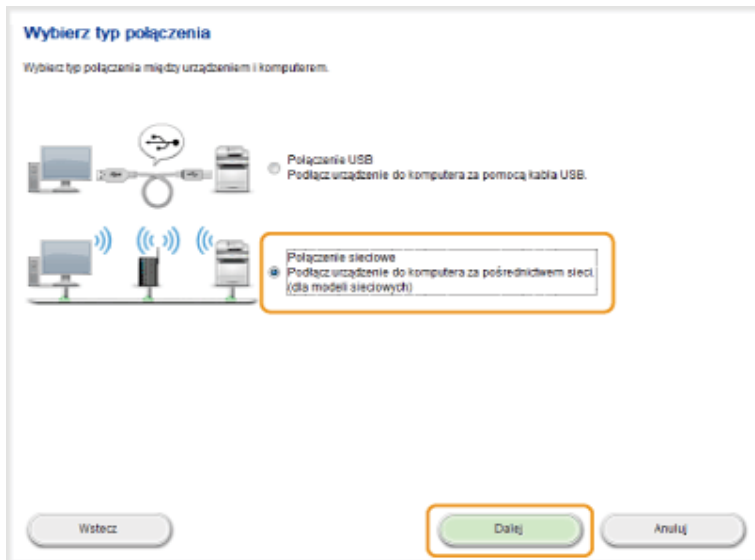 Wybierz typ połączenia
Wybierz typ połączenia między urządzeniem i komputerem.
Połączenie USB
Podłącz urządzenie do komputera za pomocą kabla USB.
Połączenie sieciowe
Podłącz urządzenie do komputera za pośrednictwem sieci.
(dla modeli sieciowych)
Wstecz
Dalej
Anuluj